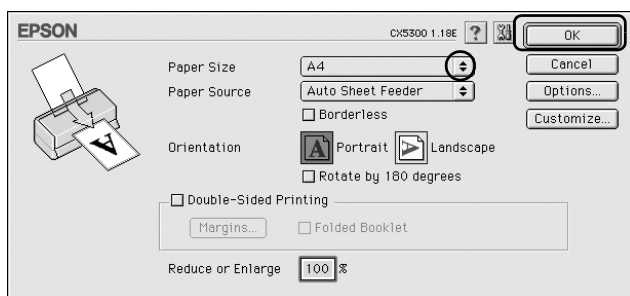 EPSON
CX5300 1.18E ?
OK
Paper Size A4
Cancel
Paper Source Auto Sheet Feeder
Options...
Borderless
Customize...
Orientation A Portrait A Landscape
Rotate by 180 degrees
Double-Sided Printing
Margins... Folded Booklet
Reduce or Enlarge 100 %
A